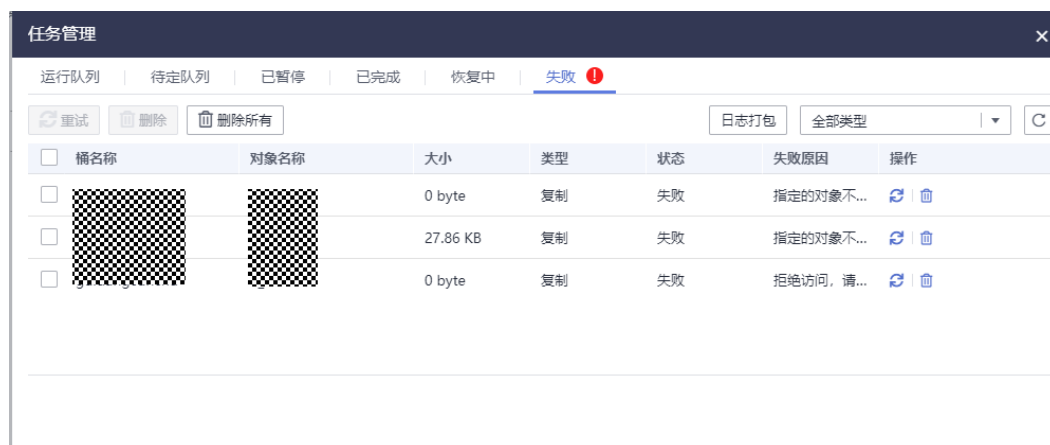 任务管理
运行队列 待定队列 已暂停 已完成 恢复中 失败
重试 删除 删除所有 日志打包 全部类型
桶名称 对象名称 大小 类型 状态 失败原因 操作
0 byte 复制 失败 指定的对象不...
27.86 KB 复制 失败 指定的对象不...
0 byte 复制 失败 拒绝访问, 请...